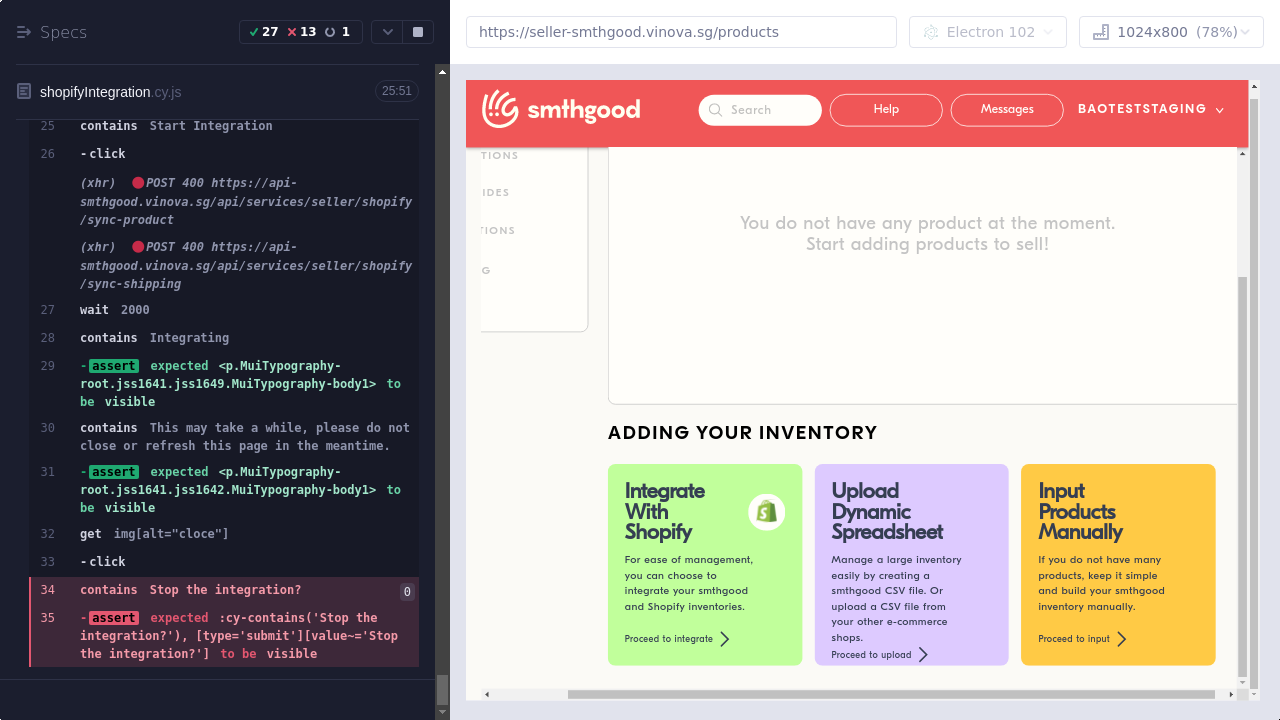 Specs
27 13 1
shopifyIntegration.cy.js 25:51
25 contains Start Integration
26 -click
(xhr) POST 400 https://api-
smthgood.vinova.sg/api/services/seller/shopify
/sync-product
(xhr) POST 400 https://api-
smthgood.vinova.sg/api/services/seller/shopify
/sync-shipping
27 wait 2000
28 contains Integrating
29 -assert expected <p.MuiTypography-
root.jss1641.jss1649.MuiTypography-body1> to
be visible
30 contains This may take a while, please do not
close or refresh this page in the meantime.
31 -assert expected <p.MuiTypography-
root.jss1641.jss1642.MuiTypography-body1> to
be visible
32 get img[alt="cloce"]
33 -click
34 contains Stop the integration? 0
35 -assert expected :cy-contains('Stop the
integration?'), [type='submit'][value~='Stop
the integration?'] to be visible
https://seller-smthgood.vinova.sg/products
Electron 102
1024x800 (78%)
smthgood
Search
Help
Messages
BAOTESTSTAGING
TIONS
IDES
TIONS
G
You do not have any product at the moment.
Start adding products to sell!
ADDING YOUR INVENTORY
Integrate
With
Shopify
For ease of management,
you can choose to
integrate your smthgood
and Shopify inventories.
Proceed to integrate
Upload
Dynamic
Spreadsheet
Manage a large inventory
easily by creating a
smthgood CSV file. Or
upload a CSV file from
your other e-commerce
shops.
Proceed to upload
Input
Products
Manually
If you do not have many
products, keep it simple
and build your smthgood
inventory manually.
Proceed to input